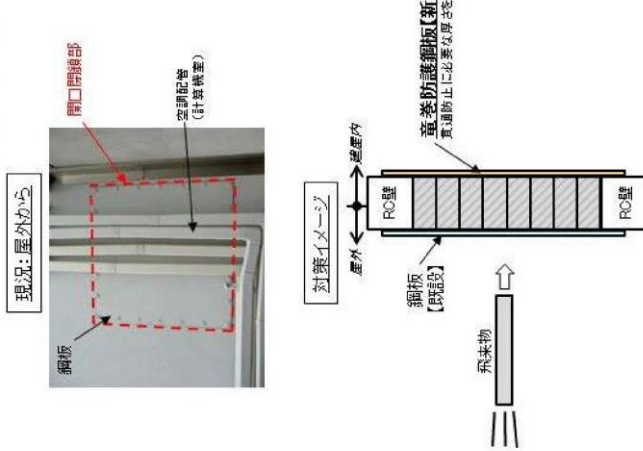 現況：屋外から
鋼板
開口閉鎖部
空調配管
（計算機室）
対策イメージ
屋外
建屋内
鋼板
【既設】
RC壁
RC壁
飛来物
竜巻防護鋼板【新
貫通防止に必要な厚さを